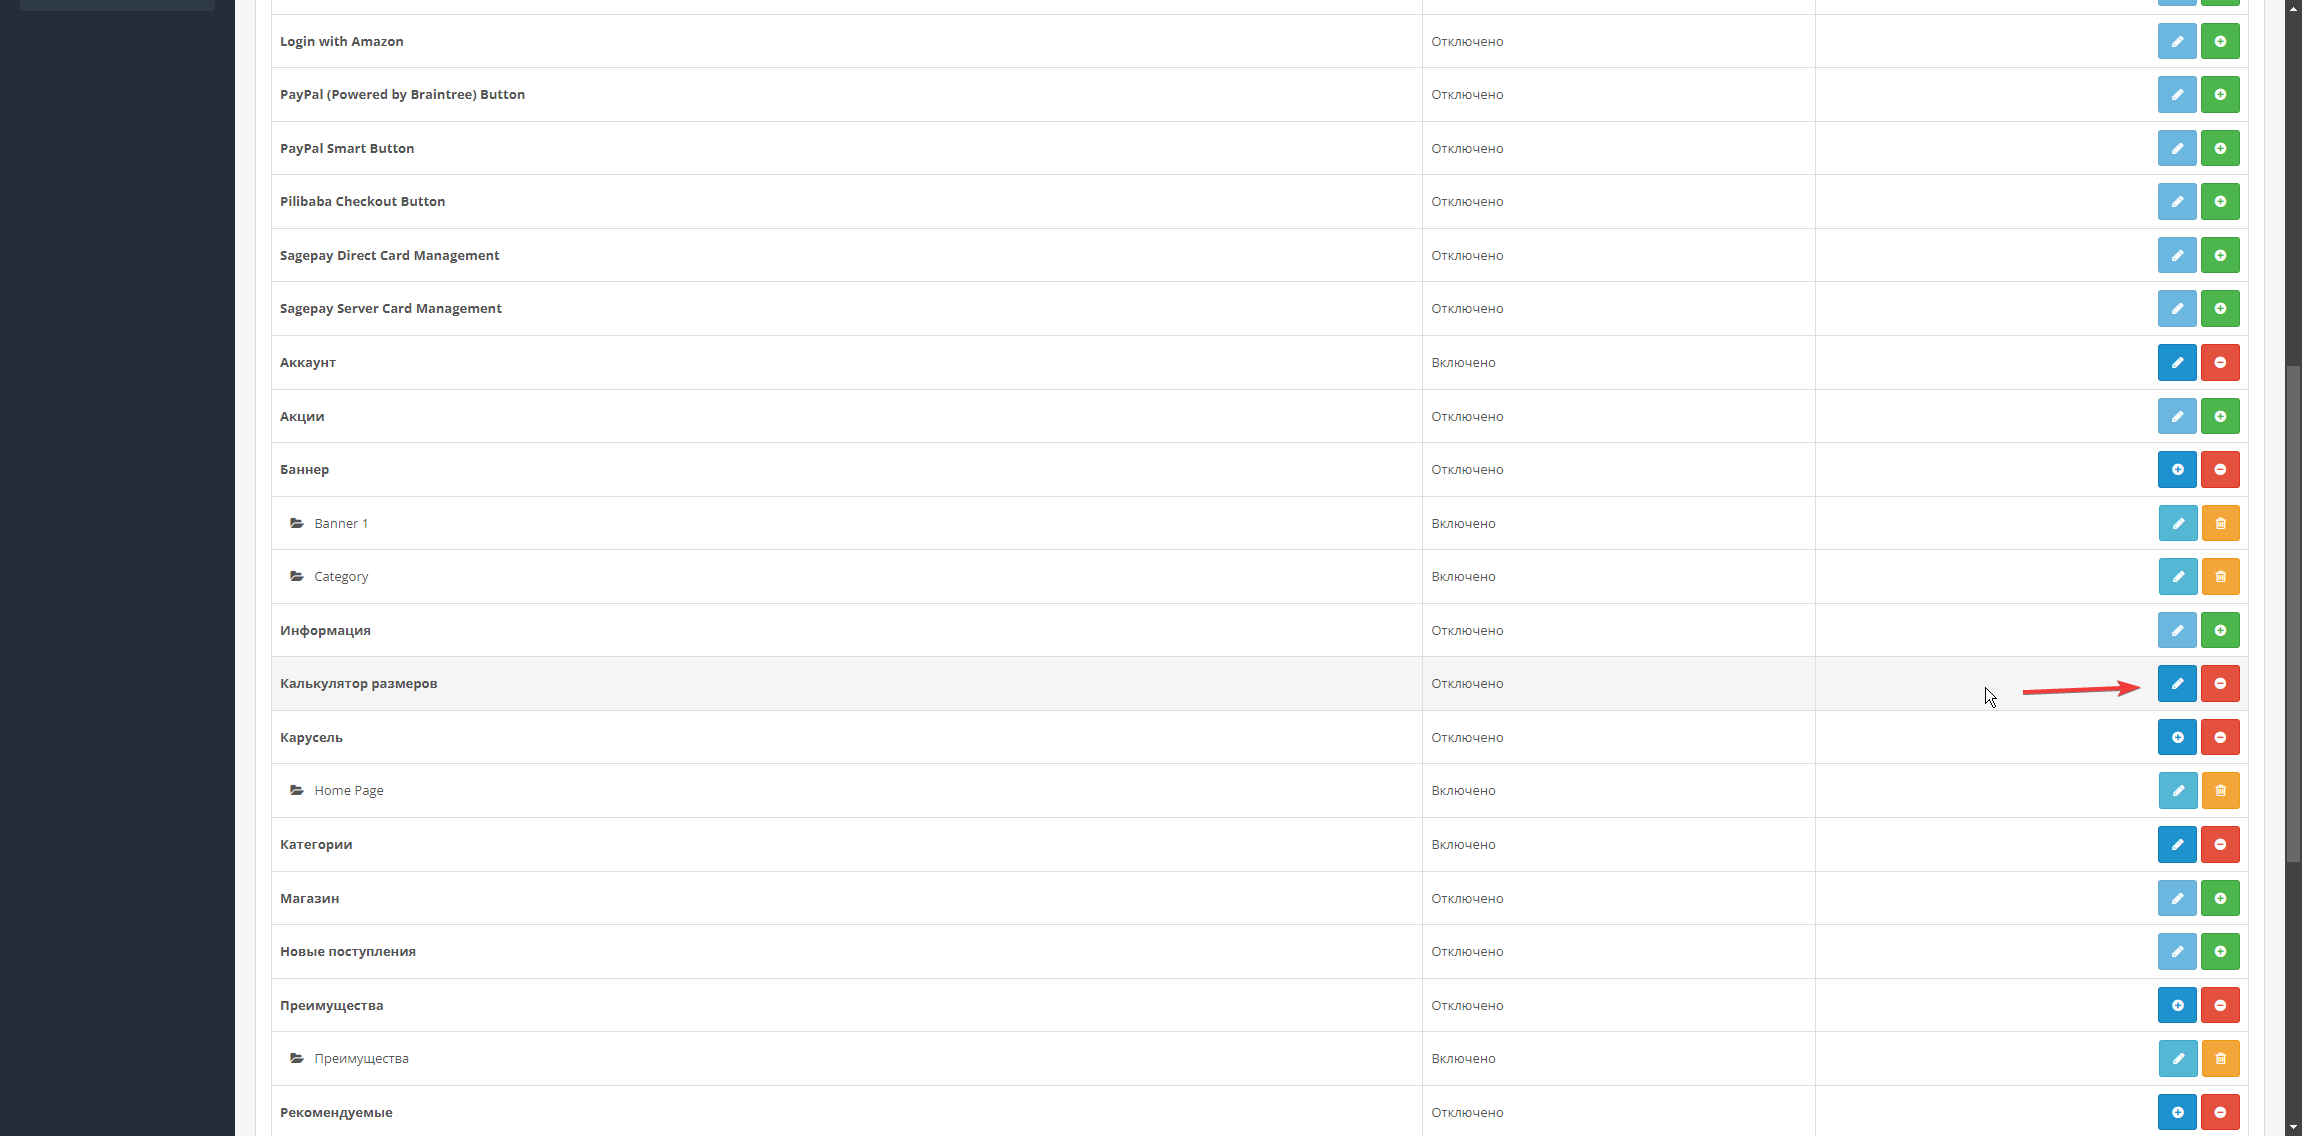 Login with Amazon Отключено
PayPal (Powered by Braintree) Button Отключено
PayPal Smart Button Отключено
Pilibaba Checkout Button Отключено
Sagepay Direct Card Management Отключено
Sagepay Server Card Management Отключено
Аккаунт Включено
Акции Отключено
Баннер Отключено
Banner 1 Включено
Category Включено
Информация Отключено
Калькулятор размеров Отключено
Карусель Отключено
Home Page Включено
Категории Включено
Магазин Отключено
Новые поступления Отключено
Преимущества Отключено
Преимущества Включено
Рекомендуемые Отключено